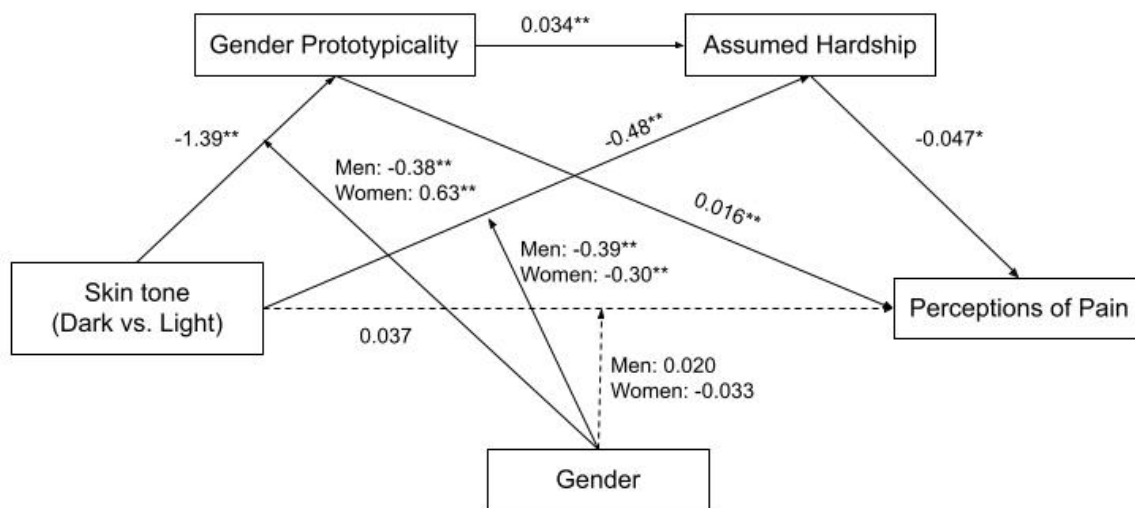 0.034**
Gender Prototypicality
Assumed Hardship
-1.39**
-0.48**
-0.047*
Men: -0.38**
Women: 0.63**
0.016**
Men: -0.39**
Women: -0.30**
Skin tone
(Dark vs. Light)
Perceptions of Pain
0.037
Men: 0.020
Women: -0.033
Gender